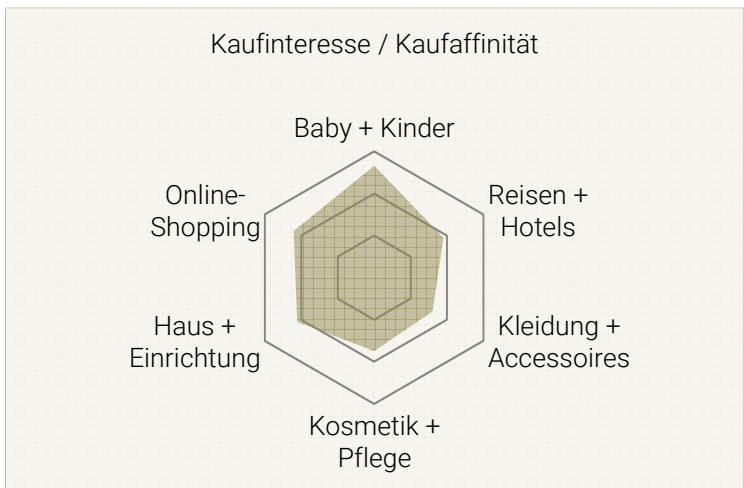 Kaufinteresse / Kaufaffinität
Baby + Kinder
Online-
Shopping
Reisen +
Hotels
Haus +
Einrichtung
Kleidung +
Accessoires
Kosmetik +
Pflege